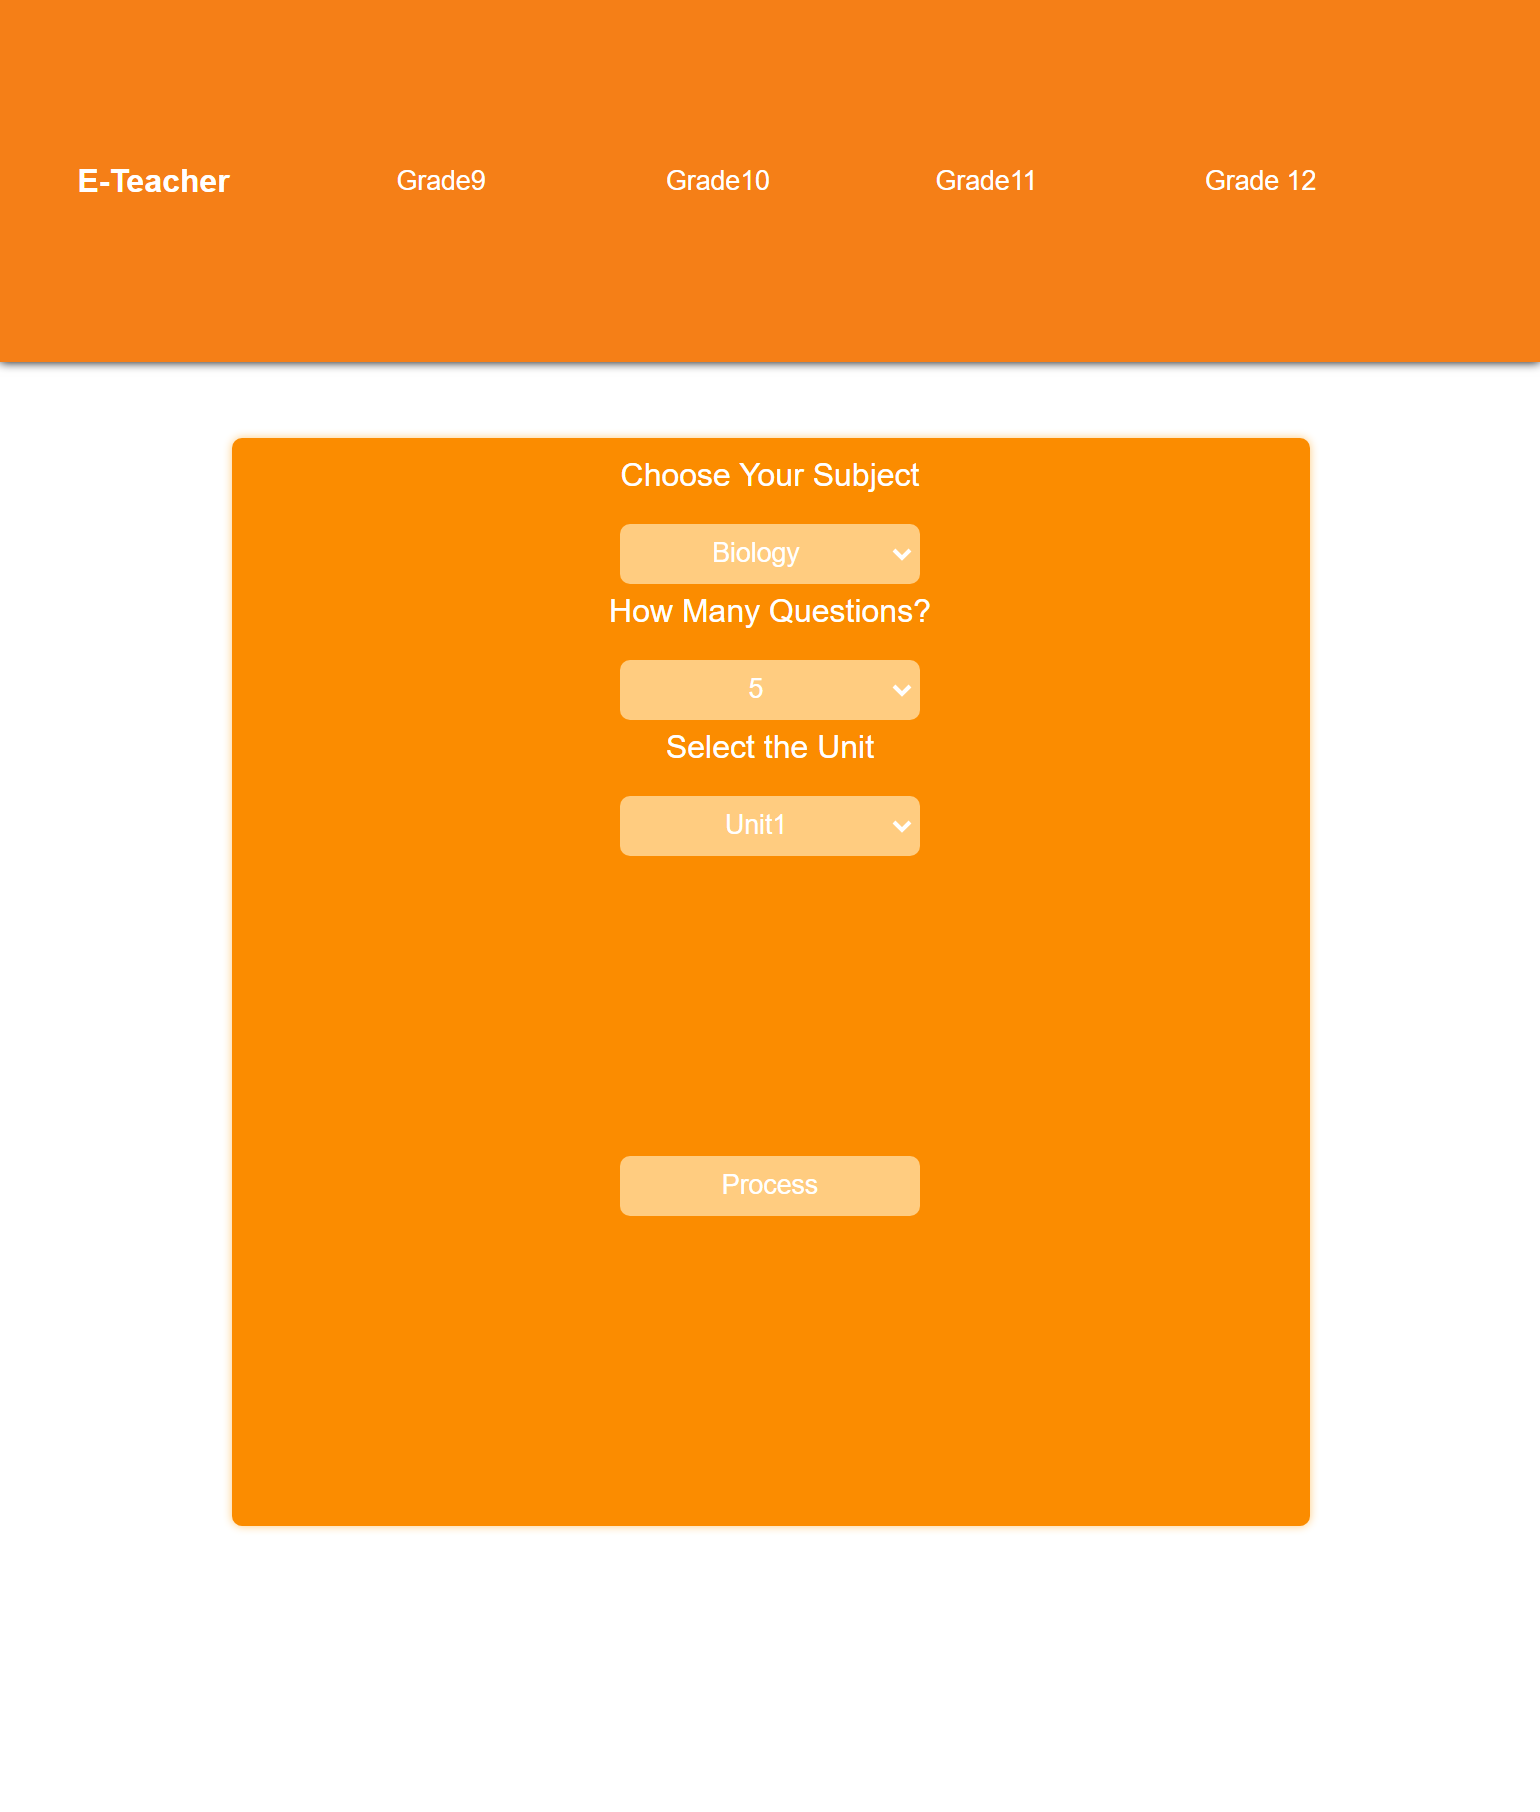 E-Teacher Grade9 Grade10 Grade11 Grade 12
Choose Your Subject
Biology
How Many Questions?
5
Select the Unit
Unit1
Process